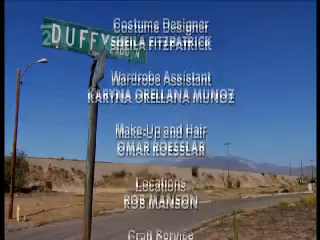 DUFFY
Costume Designer
SHEILA FITZPATRICK
Wardrobe Assistant
KARYNA ORELLANA MUNOZ
Make-Up and Hair
OMAR ROESSLAR
Locations
ROB MANSON
Craft Service